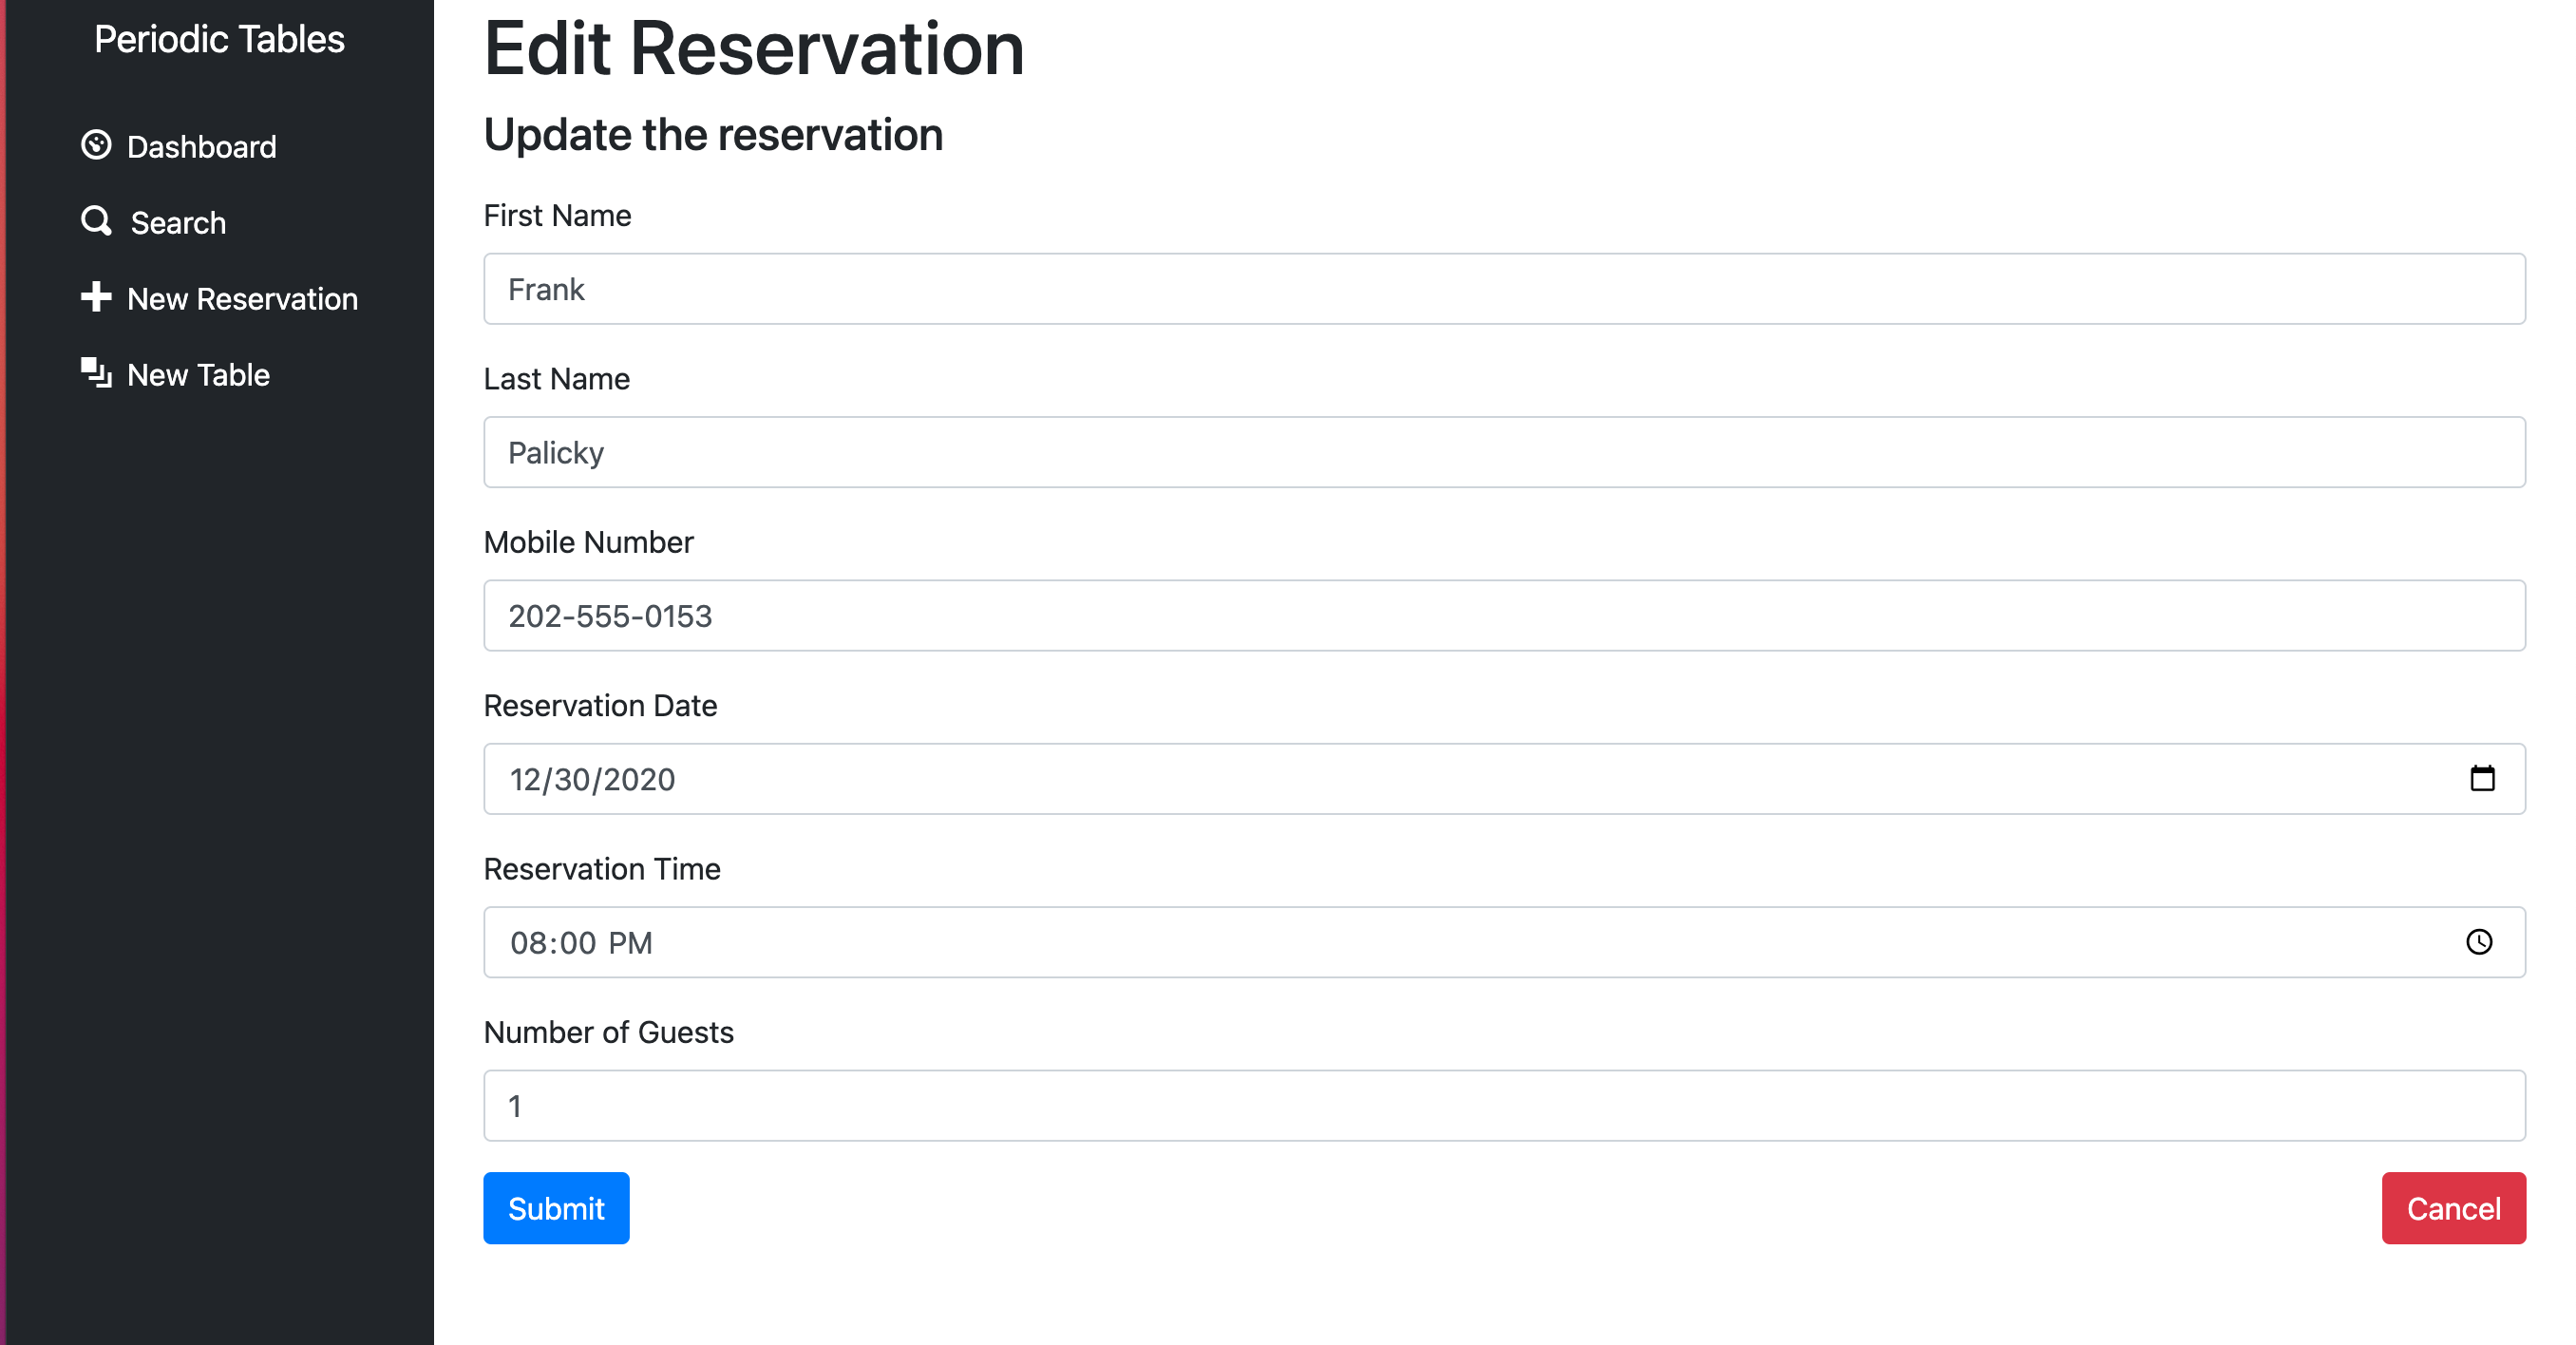 Periodic Tables
Dashboard
Search
New Reservation
New Table
Edit Reservation
Update the reservation
First Name
Frank
Last Name
Palicky
Mobile Number
202-555-0153
Reservation Date
12/30/2020
Reservation Time
08:00 PM
Number of Guests
1
Submit
Cancel